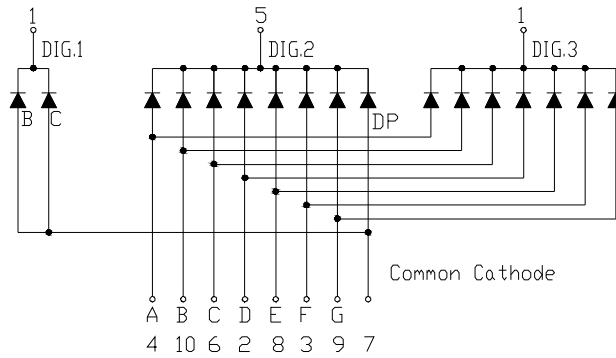 1 5 1
DIG.1 DIG.2 DIG.3
B C DP
Common Cathode
A B C D E F G
4 10 6 2 8 3 9 7